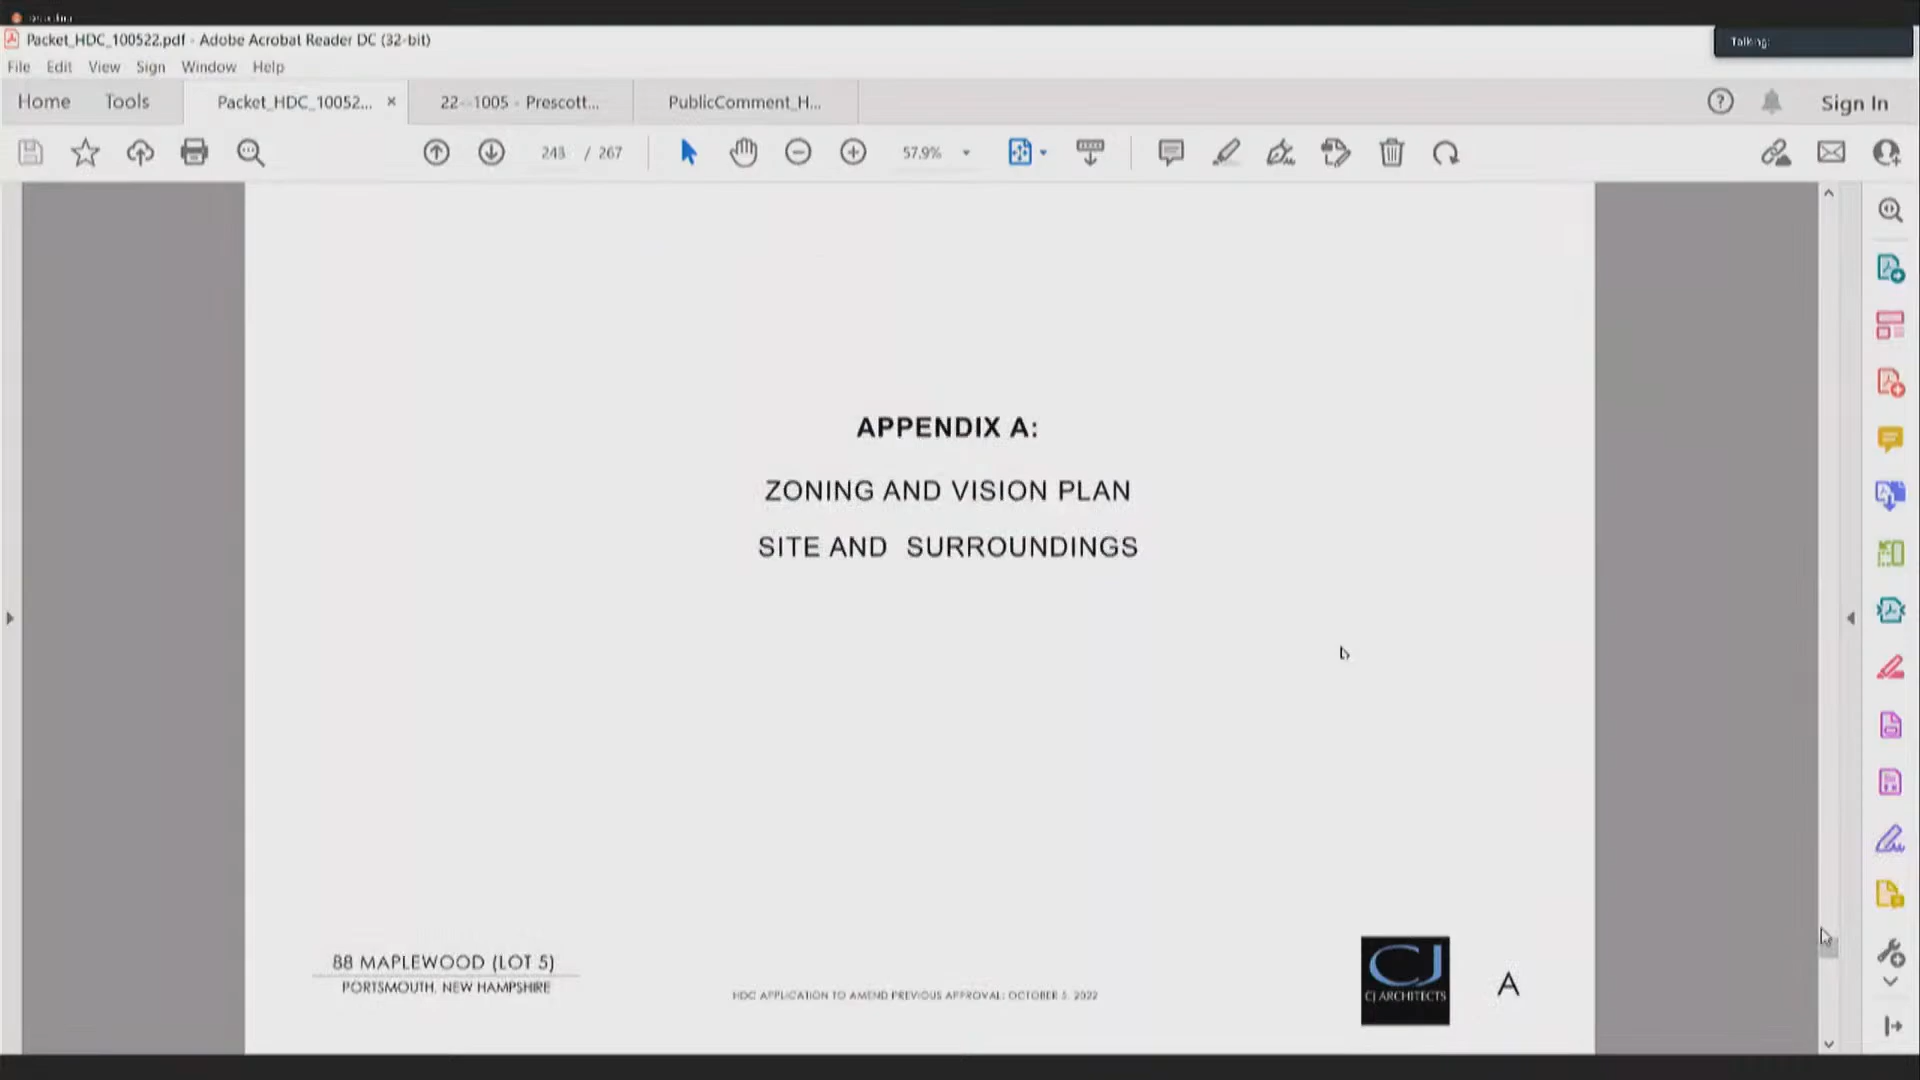 Packet_HDC_100522.pdf - Adobe Acrobat Reader DC (32-bit)
Talking:
File Edit View Sign Window Help
Home Tools Packet_HDC_10052... × 22--1005 - Prescott... PublicComment_H... Sign In
243 / 267 57.9%
APPENDIX A:
ZONING AND VISION PLAN
SITE AND SURROUNDINGS
88 MAPLEWOOD (LOT 5)
PORTSMOUTH, NEW HAMPSHIRE
HDC APPLICATION TO AMEND PREVIOUS APPROVAL: OCTOBER 5, 2022
CJ
CJ ARCHITECTS
A